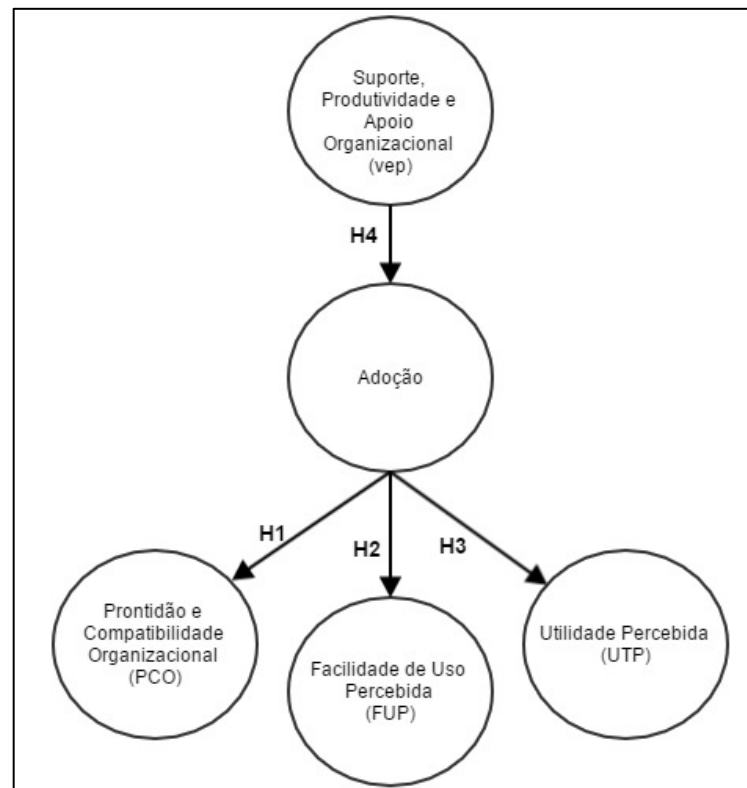 Suporte,
Produtividade e
Apoio
Organizacional
(vep)
H4
Adoção
H1
H2
H3
Prontidão e
Compatibilidade
Organizacional
(PCO)
Facilidade de Uso
Percebida
(FUP)
Utilidade Percebida
(UTP)